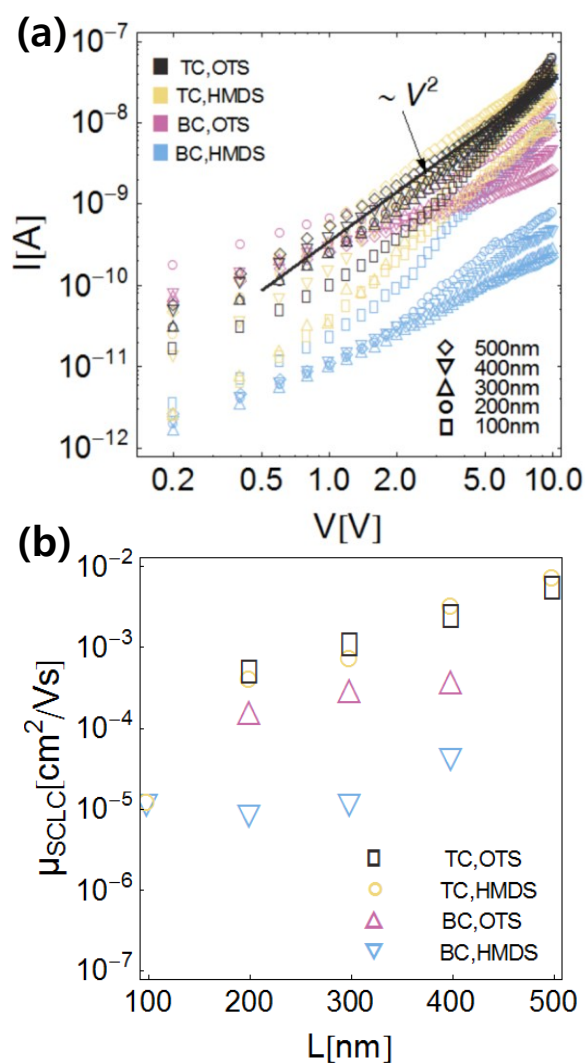 (a)
10⁻⁷
10⁻⁸
10⁻⁹
10⁻¹⁰
10⁻¹¹
10⁻¹²
I[A]
TC,OTS
TC,HMDS
BC,OTS
BC,HMDS
~ V²
500nm
400nm
300nm
200nm
100nm
0.2 0.5 1.0 2.0 5.0 10.0
V[V]
(b)
10⁻²
10⁻³
10⁻⁴
10⁻⁵
10⁻⁶
10⁻⁷
μSCLC[cm²/Vs]
TC,OTS
TC,HMDS
BC,OTS
BC,HMDS
100 200 300 400 500
L[nm]